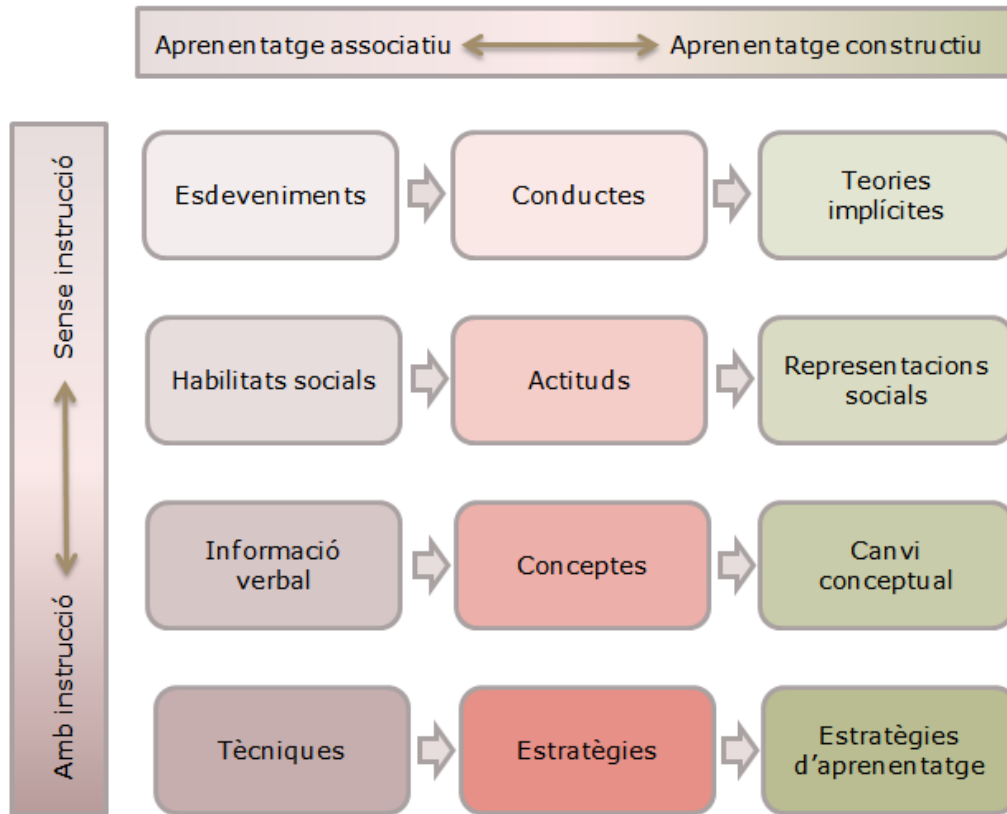 Aprenentatge associatiu
Aprenentatge constructiu
Sense instrucció
Amb instrucció
Esdeveniments
Conductes
Teories
implícites
Habilitats socials
Actituds
Representacions
socials
Informació
verbal
Conceptes
Canvi
conceptual
Tècniques
Estratègies
Estratègies
d'aprenentatge